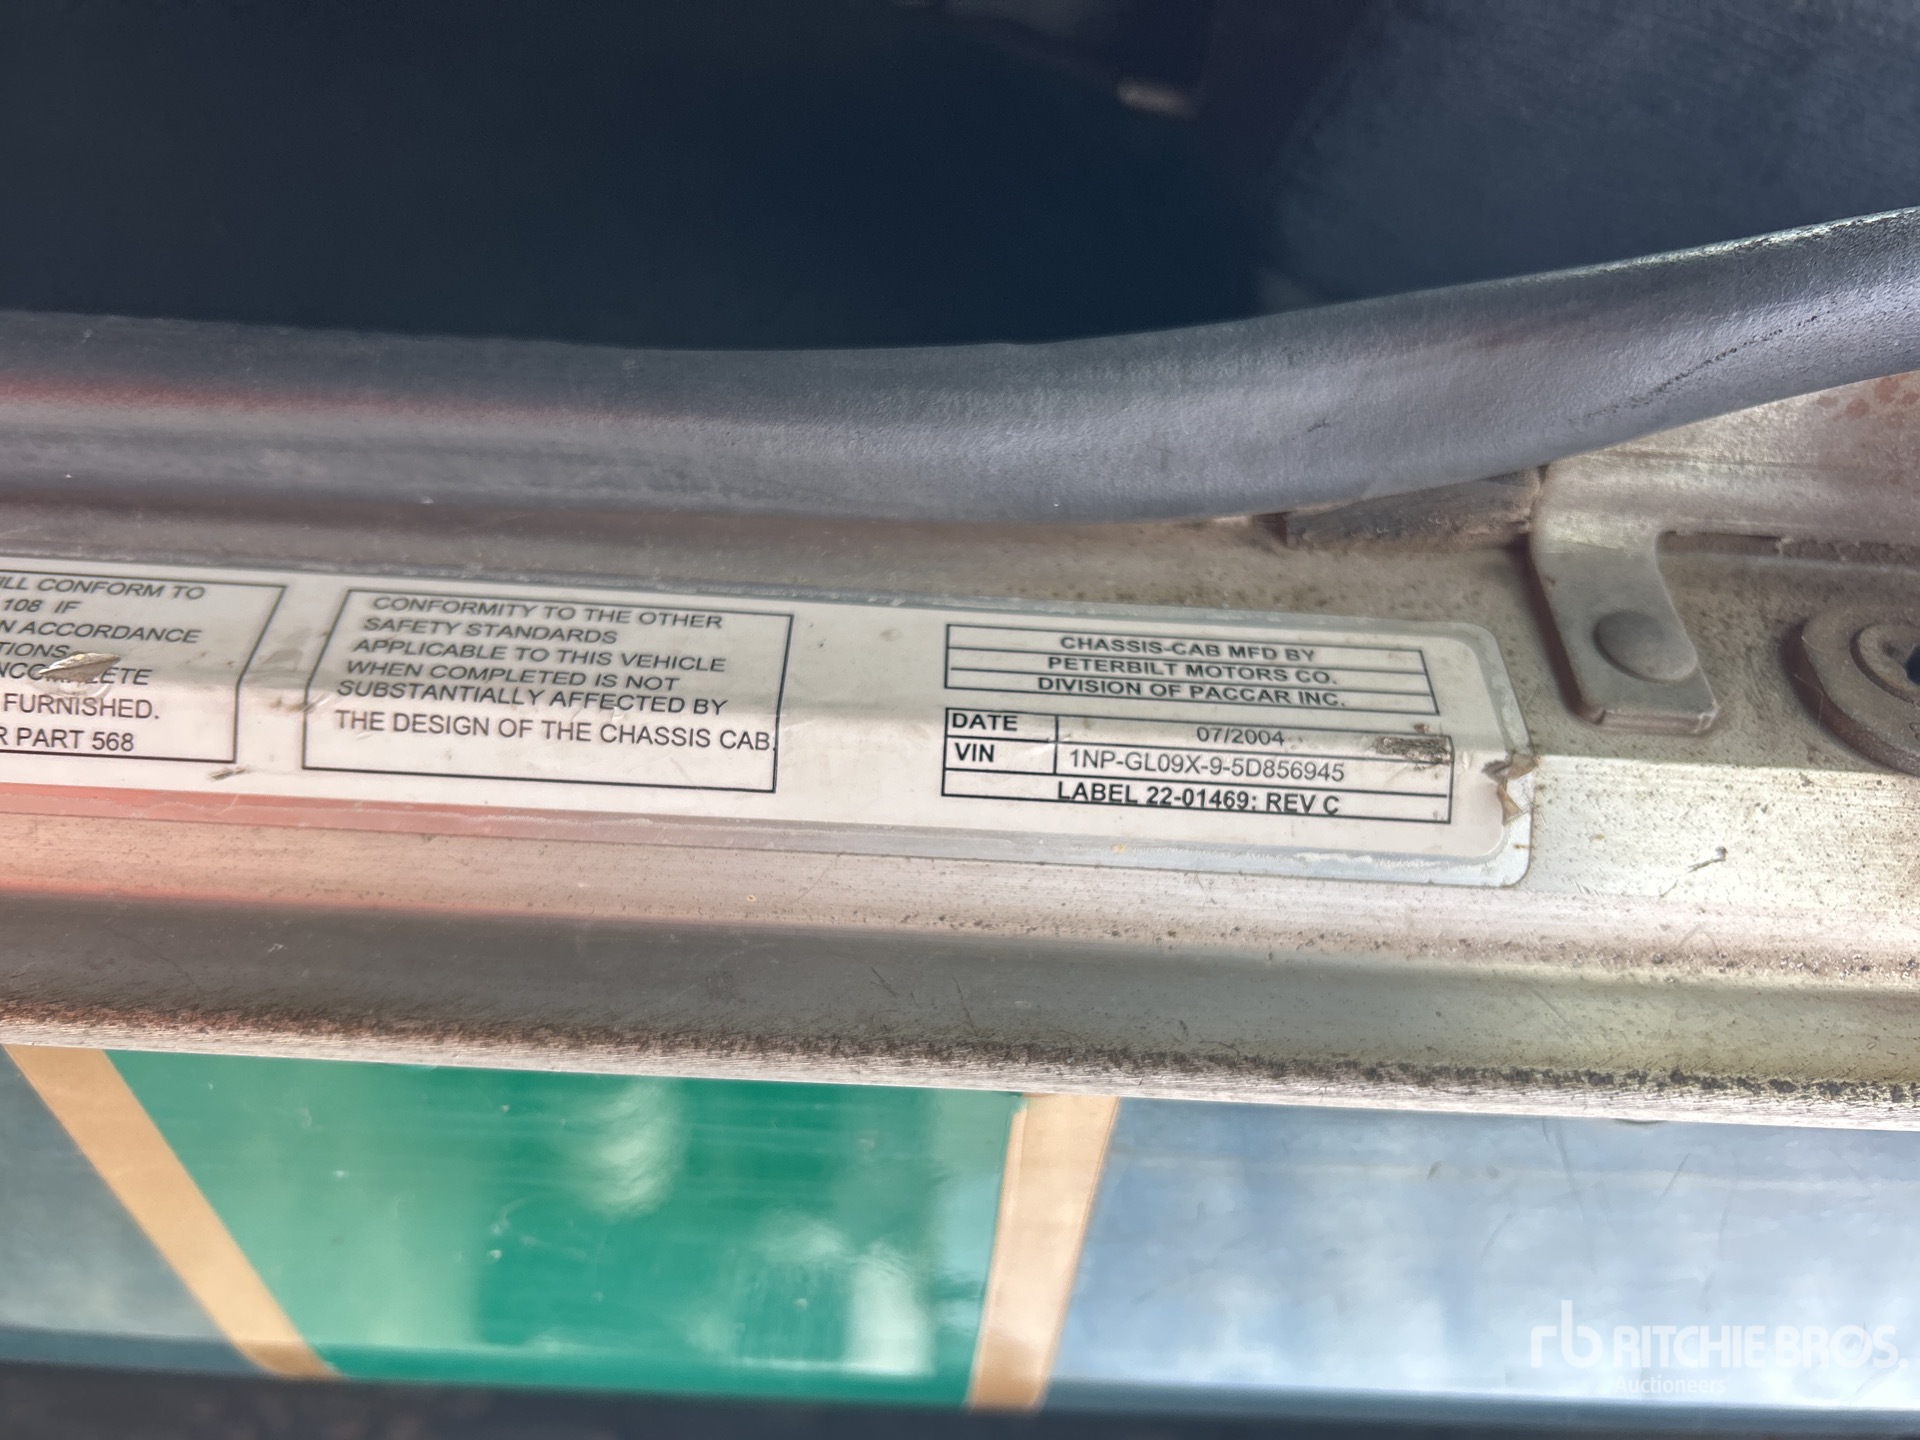 ILL CONFORM TO
108 IF
N ACCORDANCE
TIONS
FURNISHED.
R PART 568
CONFORMITY TO THE OTHER
SAFETY STANDARDS
APPLICABLE TO THIS VEHICLE
WHEN COMPLETED IS NOT
SUBSTANTIALLY AFFECTED BY
THE DESIGN OF THE CHASSIS CAB.
CHASSIS-CAB MFD BY
PETERBILT MOTORS CO.
DIVISION OF PACCAR INC.
DATE 07/2004
VIN 1NP-GL09X-9-5D856945
LABEL 22-01469: REV C
rb RITCHIE BROS.
Auctioneers